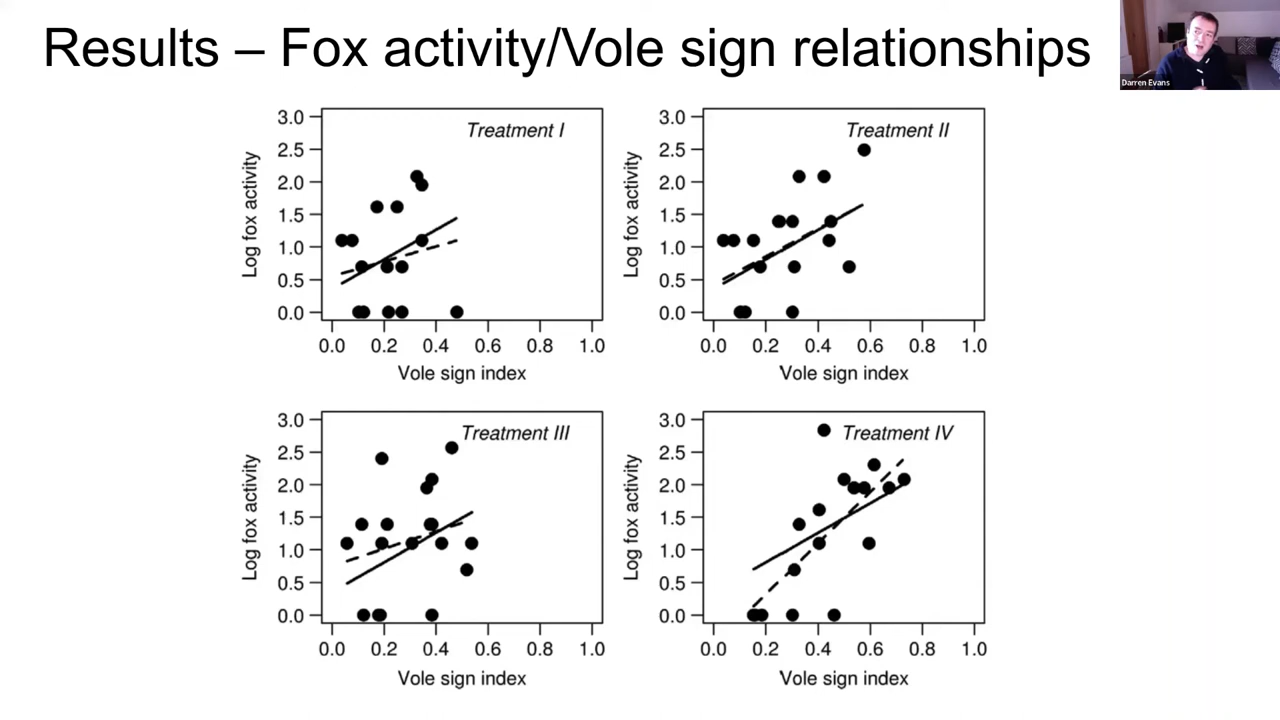 Results – Fox activity/Vole sign relationships
Darren Evans
Treatment I
Log fox activity
3.0
2.5
2.0
1.5
1.0
0.5
0.0
0.0 0.2 0.4 0.6 0.8 1.0
Vole sign index
Treatment II
Log fox activity
3.0
2.5
2.0
1.5
1.0
0.5
0.0
0.0 0.2 0.4 0.6 0.8 1.0
Vole sign index
Treatment III
Log fox activity
3.0
2.5
2.0
1.5
1.0
0.5
0.0
0.0 0.2 0.4 0.6 0.8 1.0
Vole sign index
Treatment IV
Log fox activity
3.0
2.5
2.0
1.5
1.0
0.5
0.0
0.0 0.2 0.4 0.6 0.8 1.0
Vole sign index